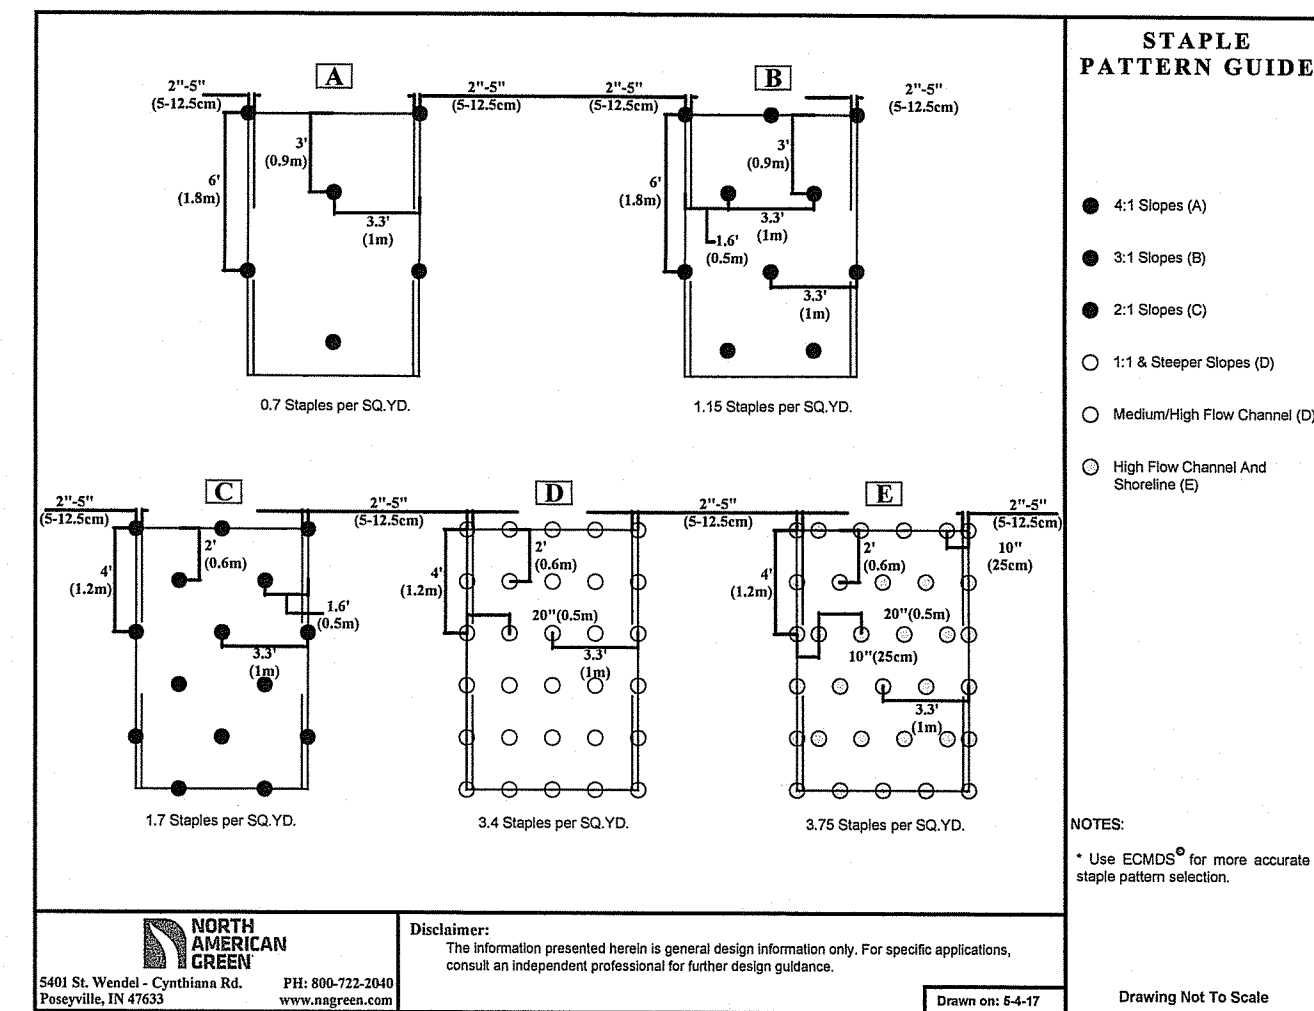 STAPLE
PATTERN GUIDE
A
B
2"-5"
(5-12.5cm)
2"-5"
(5-12.5cm)
2"-5"
(5-12.5cm)
2"-5"
(5-12.5cm)
3'
(0.9m)
6'
(1.8m)
3.3'
(1m)
3'
(0.9m)
6'
(1.8m)
3.3'
(1m)
1.6'
(0.5m)
3.3'
(1m)
0.7 Staples per SQ.YD.
1.15 Staples per SQ.YD.
4:1 Slopes (A)
3:1 Slopes (B)
2:1 Slopes (C)
1:1 & Steeper Slopes (D)
Medium/High Flow Channel (D)
High Flow Channel And
Shoreline (E)
C
D
E
2"-5"
(5-12.5cm)
2"-5"
(5-12.5cm)
2"-5"
(5-12.5cm)
2"-5"
(5-12.5cm)
2'
(0.6m)
4'
(1.2m)
1.6'
(0.5m)
3.3'
(1m)
2'
(0.6m)
4'
(1.2m)
20"(0.5m)
3.3'
(1m)
10"
(25cm)
2'
(0.6m)
4'
(1.2m)
20"(0.5m)
10"(25cm)
3.3'
(1m)
1.7 Staples per SQ.YD.
3.4 Staples per SQ.YD.
3.75 Staples per SQ.YD.
NOTES:
* Use ECMDS© for more accurate
staple pattern selection.
NORTH
AMERICAN
GREEN
5401 St. Wendel - Cynthiana Rd.
Poseyville, IN 47633
PH: 800-722-2040
www.nagreen.com
Disclaimer:
The information presented herein is general design information only. For specific applications,
consult an independent professional for further design guidance.
Drawn on: 5-4-17
Drawing Not To Scale